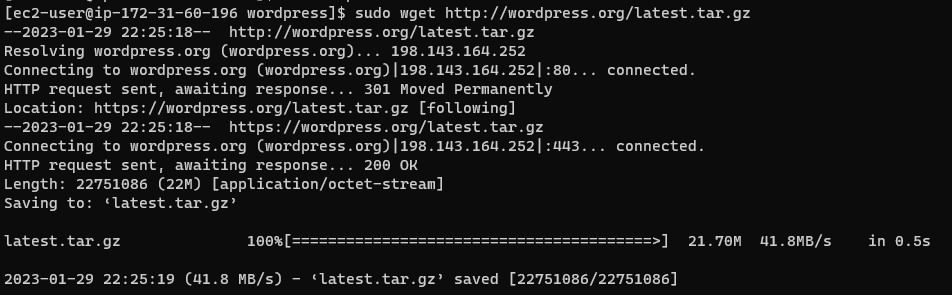 [ec2-user@ip-172-31-60-196 wordpress]$ sudo wget http://wordpress.org/latest.tar.gz
--2023-01-29 22:25:18--  http://wordpress.org/latest.tar.gz
Resolving wordpress.org (wordpress.org)... 198.143.164.252
Connecting to wordpress.org (wordpress.org)|198.143.164.252|:80... connected.
HTTP request sent, awaiting response... 301 Moved Permanently
Location: https://wordpress.org/latest.tar.gz [following]
--2023-01-29 22:25:18--  https://wordpress.org/latest.tar.gz
Connecting to wordpress.org (wordpress.org)|198.143.164.252|:443... connected.
HTTP request sent, awaiting response... 200 OK
Length: 22751086 (22M) [application/octet-stream]
Saving to: ‘latest.tar.gz’
latest.tar.gz              100%[========================================>]  21.70M  41.8MB/s    in 0.5s
2023-01-29 22:25:19 (41.8 MB/s) - ‘latest.tar.gz’ saved [22751086/22751086]